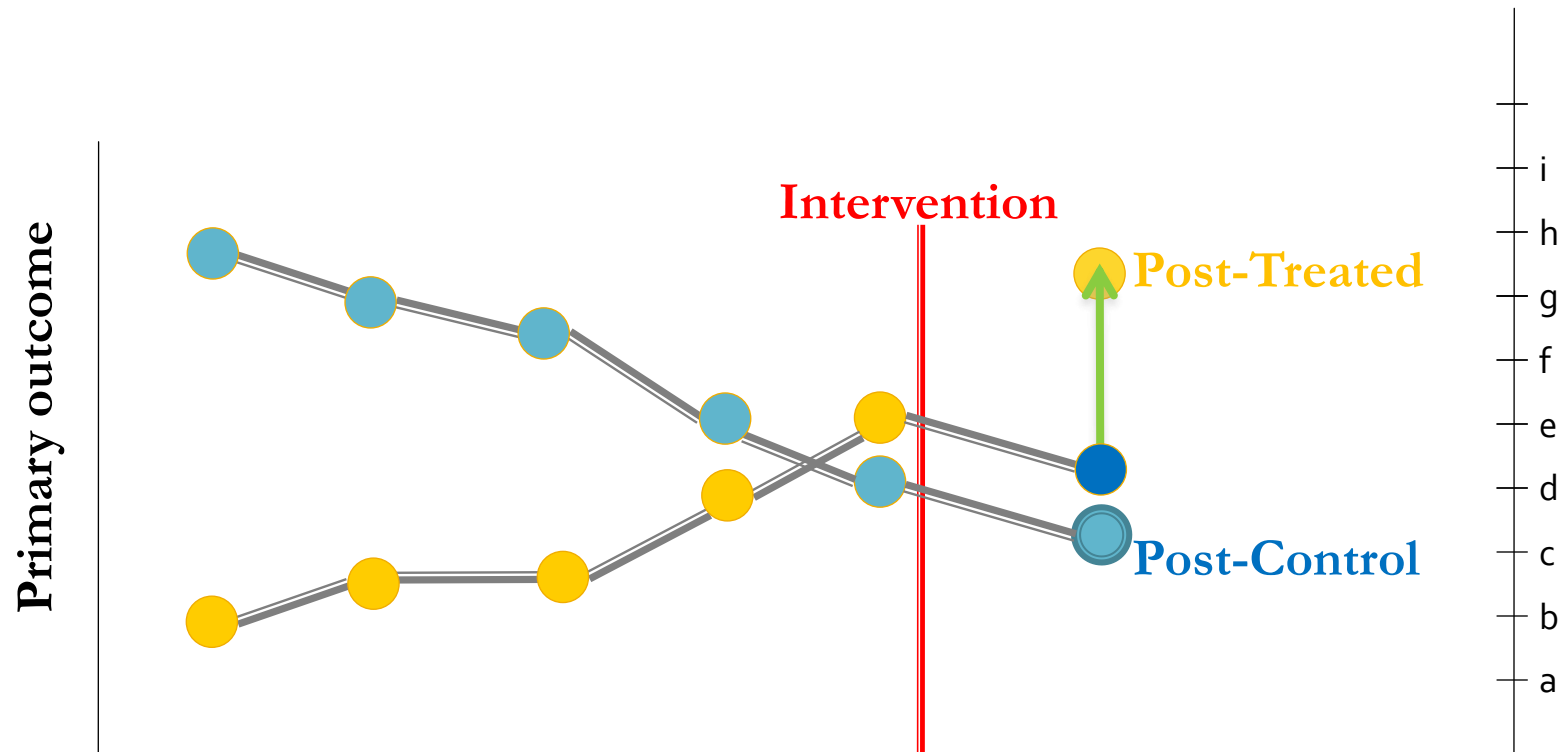 Primary outcome
Intervention
Post-Treated
Post-Control
i
h
g
f
e
d
c
b
a